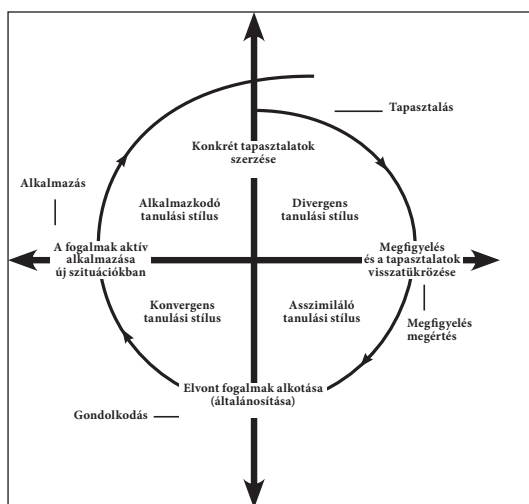 Tapasztalás
Konkrét tapasztalatok
szerzése
Alkalmazás
Alkalmazkodó
tanulási stílus
Divergens
tanulási stílus
A fogalmak aktív
alkalmazása
új szituációkban
Megfigyelés
és a tapasztalatok
visszatükrözése
Konvergens
tanulási stílus
Asszimiláló
tanulási stílus
Megfigyelés
megértés
Elvont fogalmak alkotása
(általánosítása)
Gondolkodás